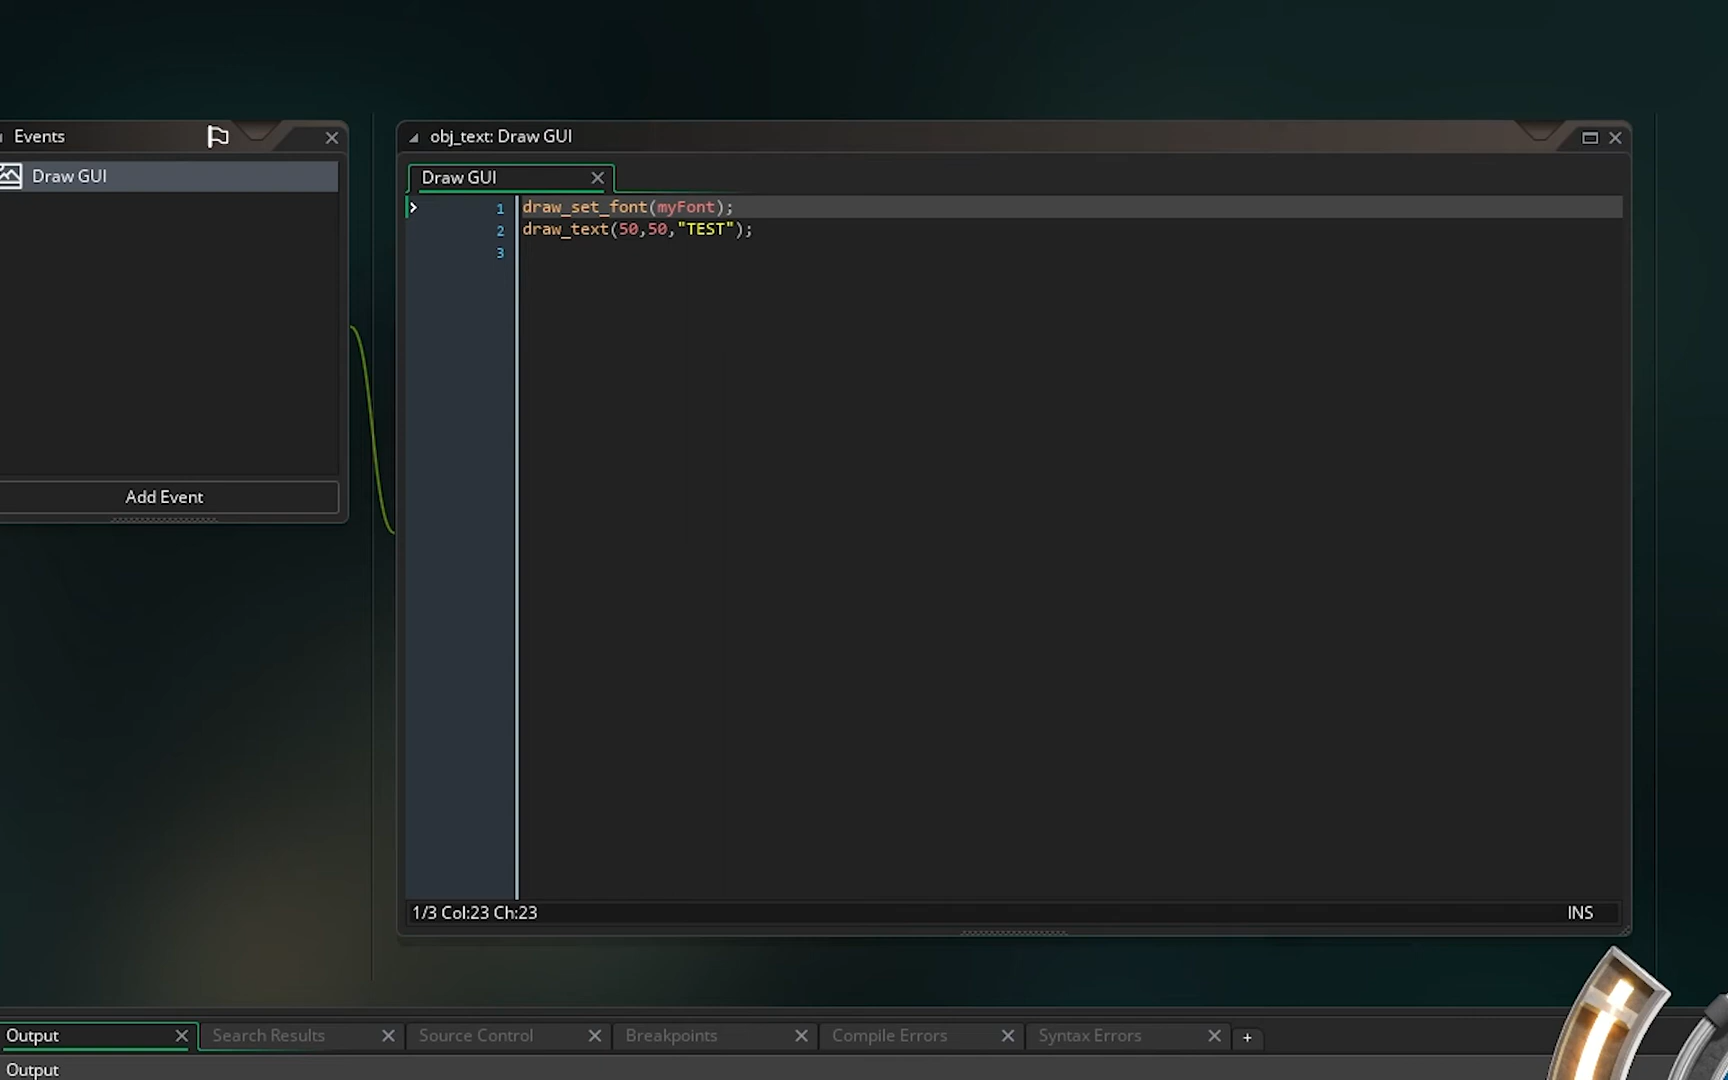 Events
obj_text: Draw GUI
Draw GUI
Draw GUI
1 draw_set_font(myFont);
2 draw_text(50,50,"TEST");
3
Add Event
1/3 Col:23 Ch:23 INS
Output Search Results Source Control Breakpoints Compile Errors Syntax Errors +
Output